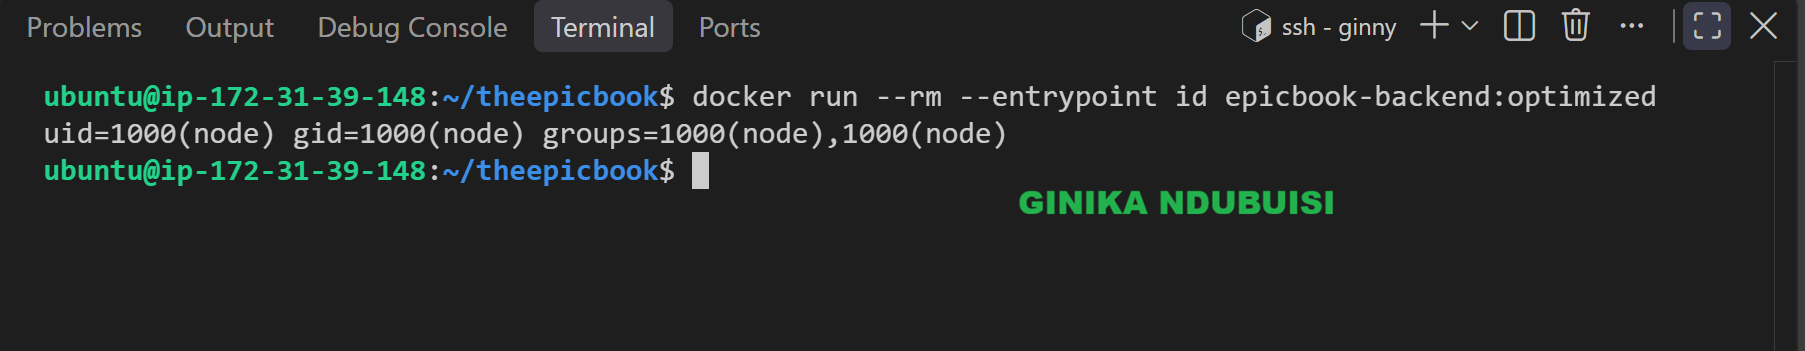 Problems Output Debug Console Terminal Ports ssh - ginny
ubuntu@ip-172-31-39-148:~/theepicbook$ docker run --rm --entrypoint id epicbook-backend:optimized
uid=1000(node) gid=1000(node) groups=1000(node),1000(node)
ubuntu@ip-172-31-39-148:~/theepicbook$
GINIKA NDUBUISI